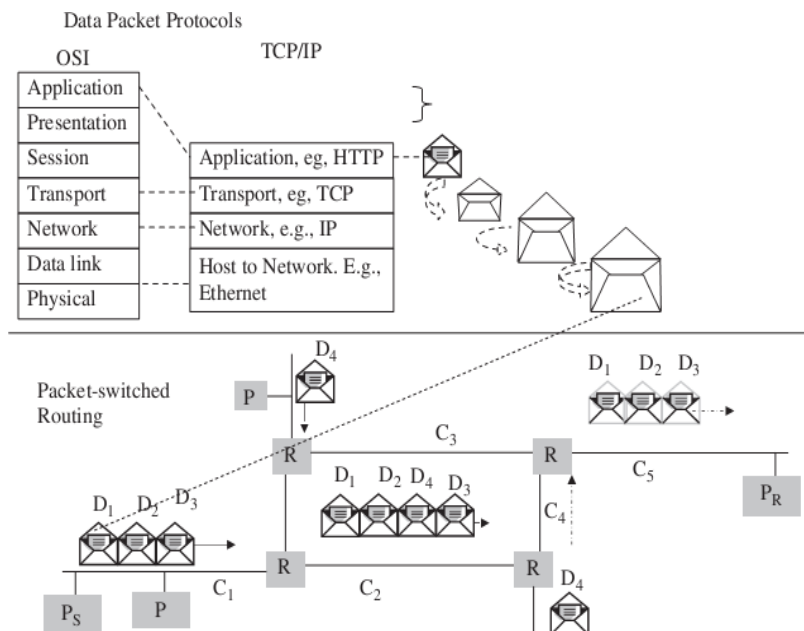 Data Packet Protocols
OSI
TCP/IP
Application
Presentation
Session
Transport
Network
Data link
Physical
Application, eg, HTTP
Transport, eg, TCP
Network, e.g., IP
Host to Network. E.g.,
Ethernet
Packet-switched
Routing
D4
P
R
C3
R
D1 D2 D3
C5
PR
D1 D2 D3
D1 D2 D4 D3
C4
R
C1
C2
R
D4
PS
P